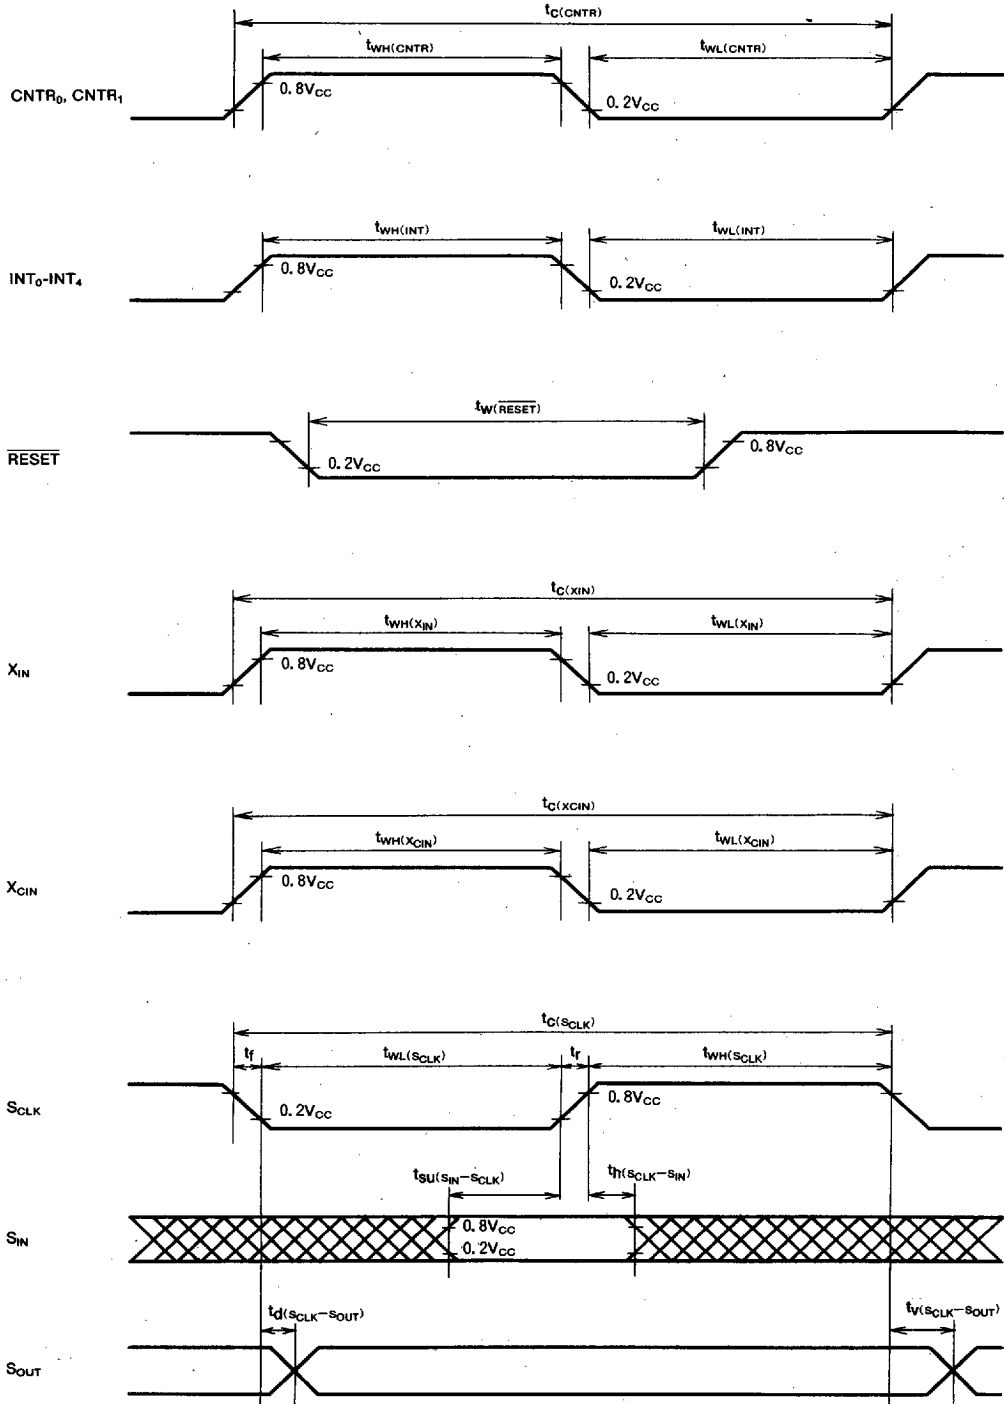 tC(CNTR)
tWH(CNTR) tWL(CNTR)
CNTR0, CNTR1
0.8VCC
0.2VCC
tWH(INT) tWL(INT)
INT0-INT4
0.8VCC
0.2VCC
tW(RESET)
RESET
0.2VCC
0.8VCC
tC(XIN)
tWH(XIN) tWL(XIN)
XIN
0.8VCC
0.2VCC
tC(XCIN)
tWH(XCIN) tWL(XCIN)
XCIN
0.8VCC
0.2VCC
tC(SCLK)
tf tWL(SCLK) tr tWH(SCLK)
SCLK
0.2VCC
0.8VCC
tsu(SIN-SCLK) th(SCLK-SIN)
SIN
0.8VCC
0.2VCC
td(SCLK-SOUT) tv(SCLK-SOUT)
SOUT